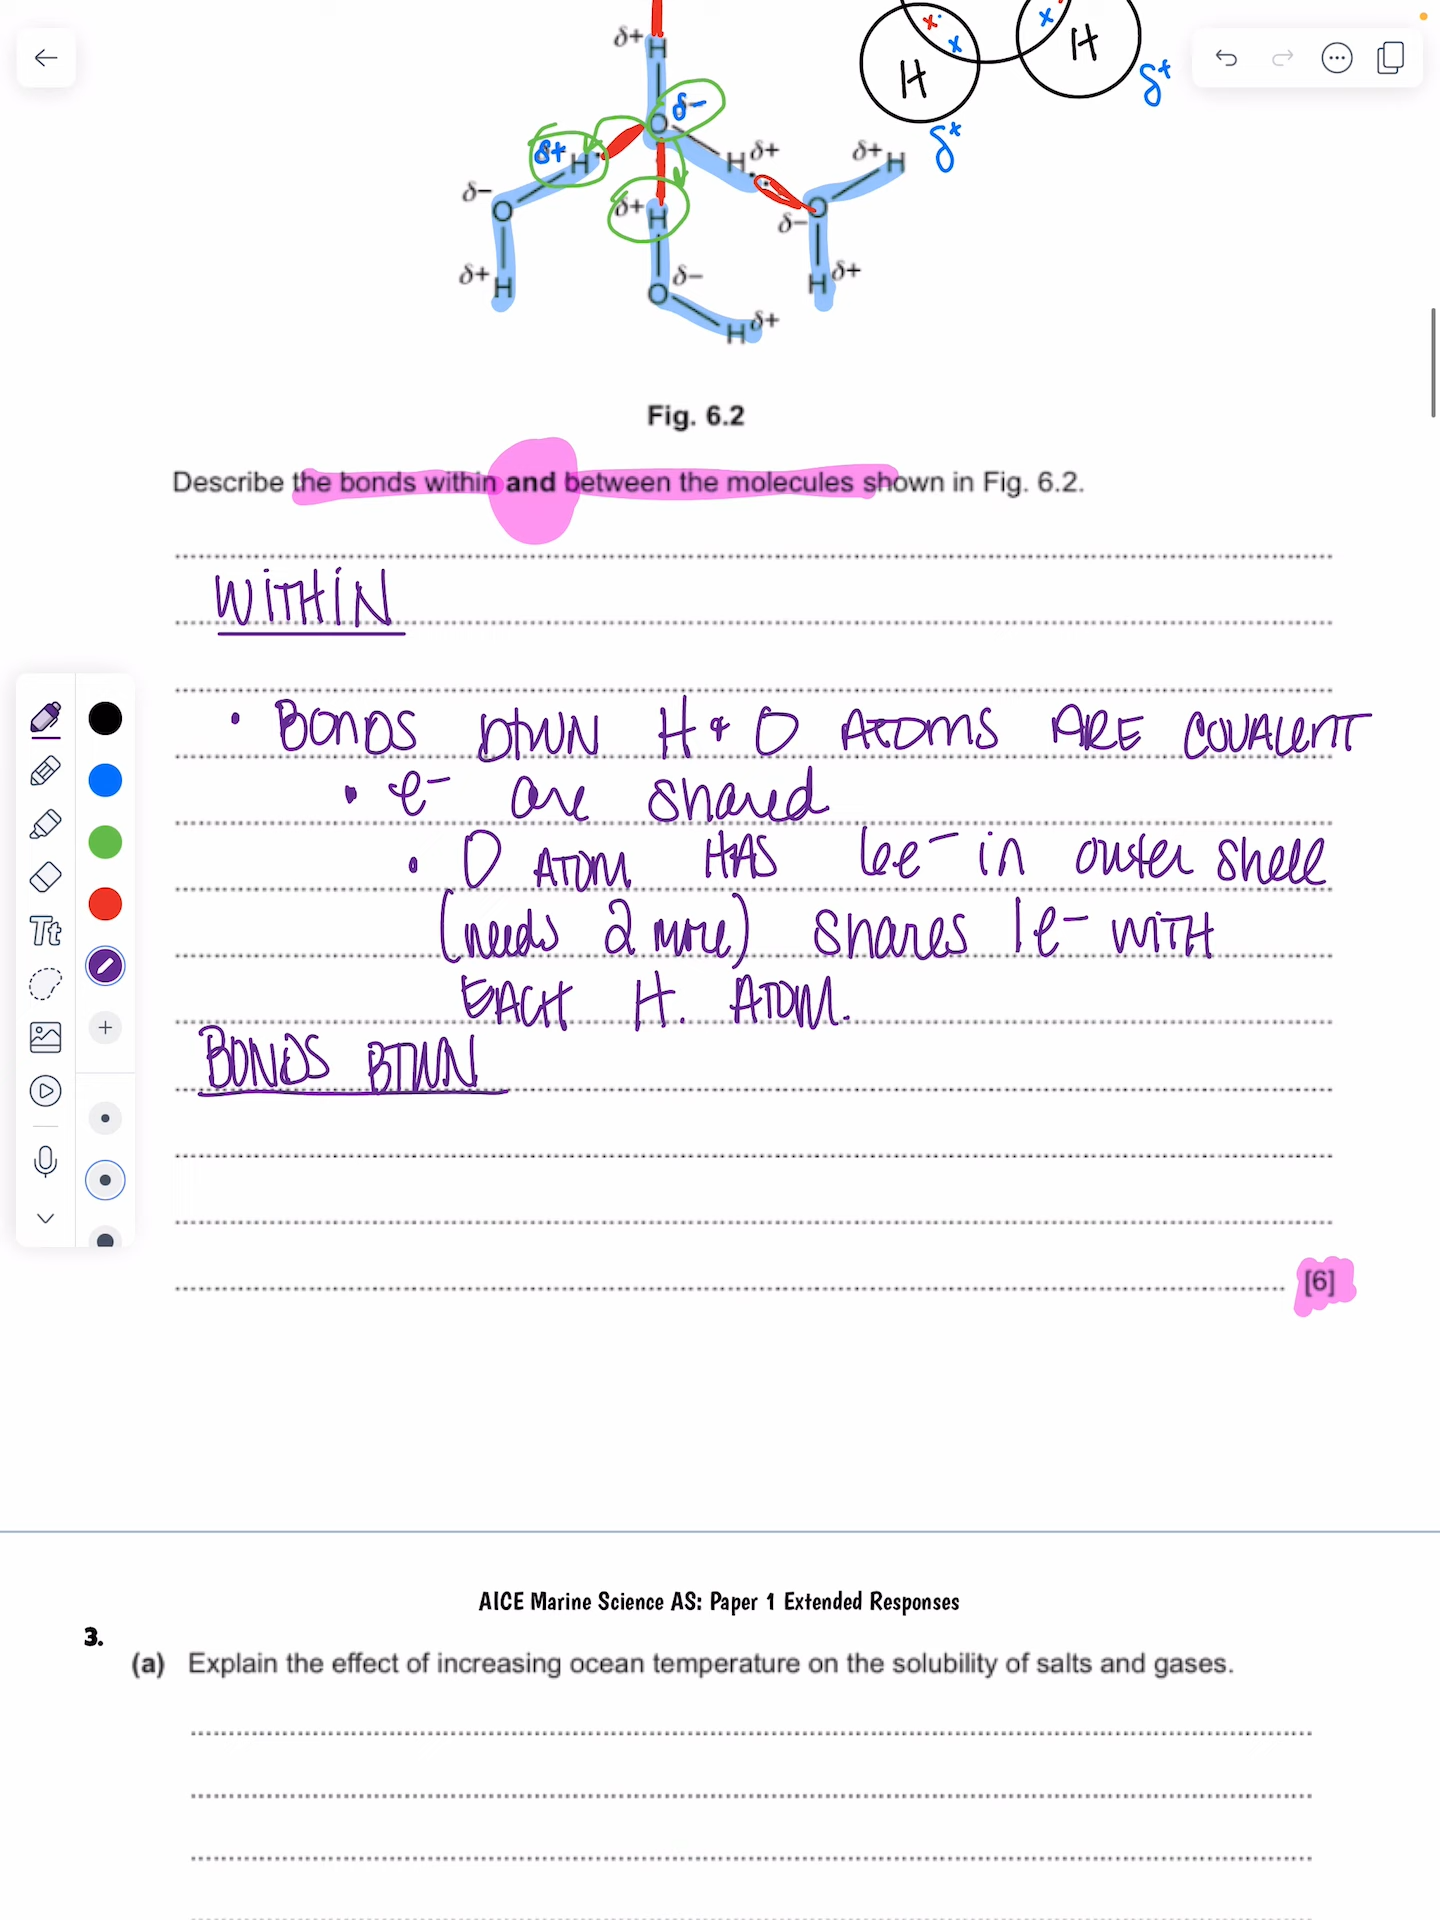 δ+
H
H
H
δ+
δ+
O
δ−
δ+
H
H
δ+
δ+
H
δ−
O
δ+
H
δ−
O
δ+
H
δ−
O
H
δ+
H
δ+
Fig. 6.2
Describe the bonds within and between the molecules shown in Fig. 6.2.
WITHIN
• BONDS BTWN H & O ATOMS ARE COVALENT
• e⁻ are shared
• O ATOM HAS 6e⁻ in outer shell
(needs 2 more) shares 1e⁻ WITH
EACH H. ATOM.
BONDS BTWN
[6]
Tt
AICE Marine Science AS: Paper 1 Extended Responses
3.
(a) Explain the effect of increasing ocean temperature on the solubility of salts and gases.